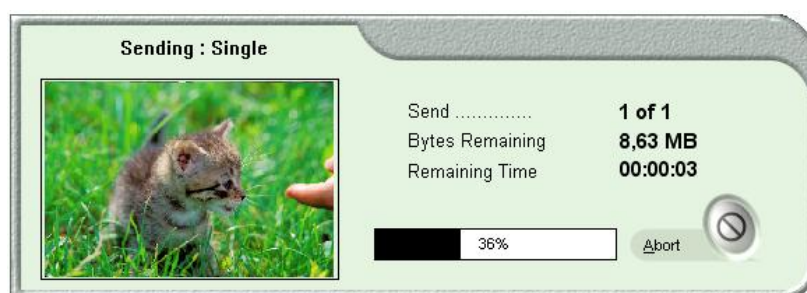 Sending : Single
Send .............. 1 of 1
Bytes Remaining 8,63 MB
Remaining Time 00:00:03
36%
Abort